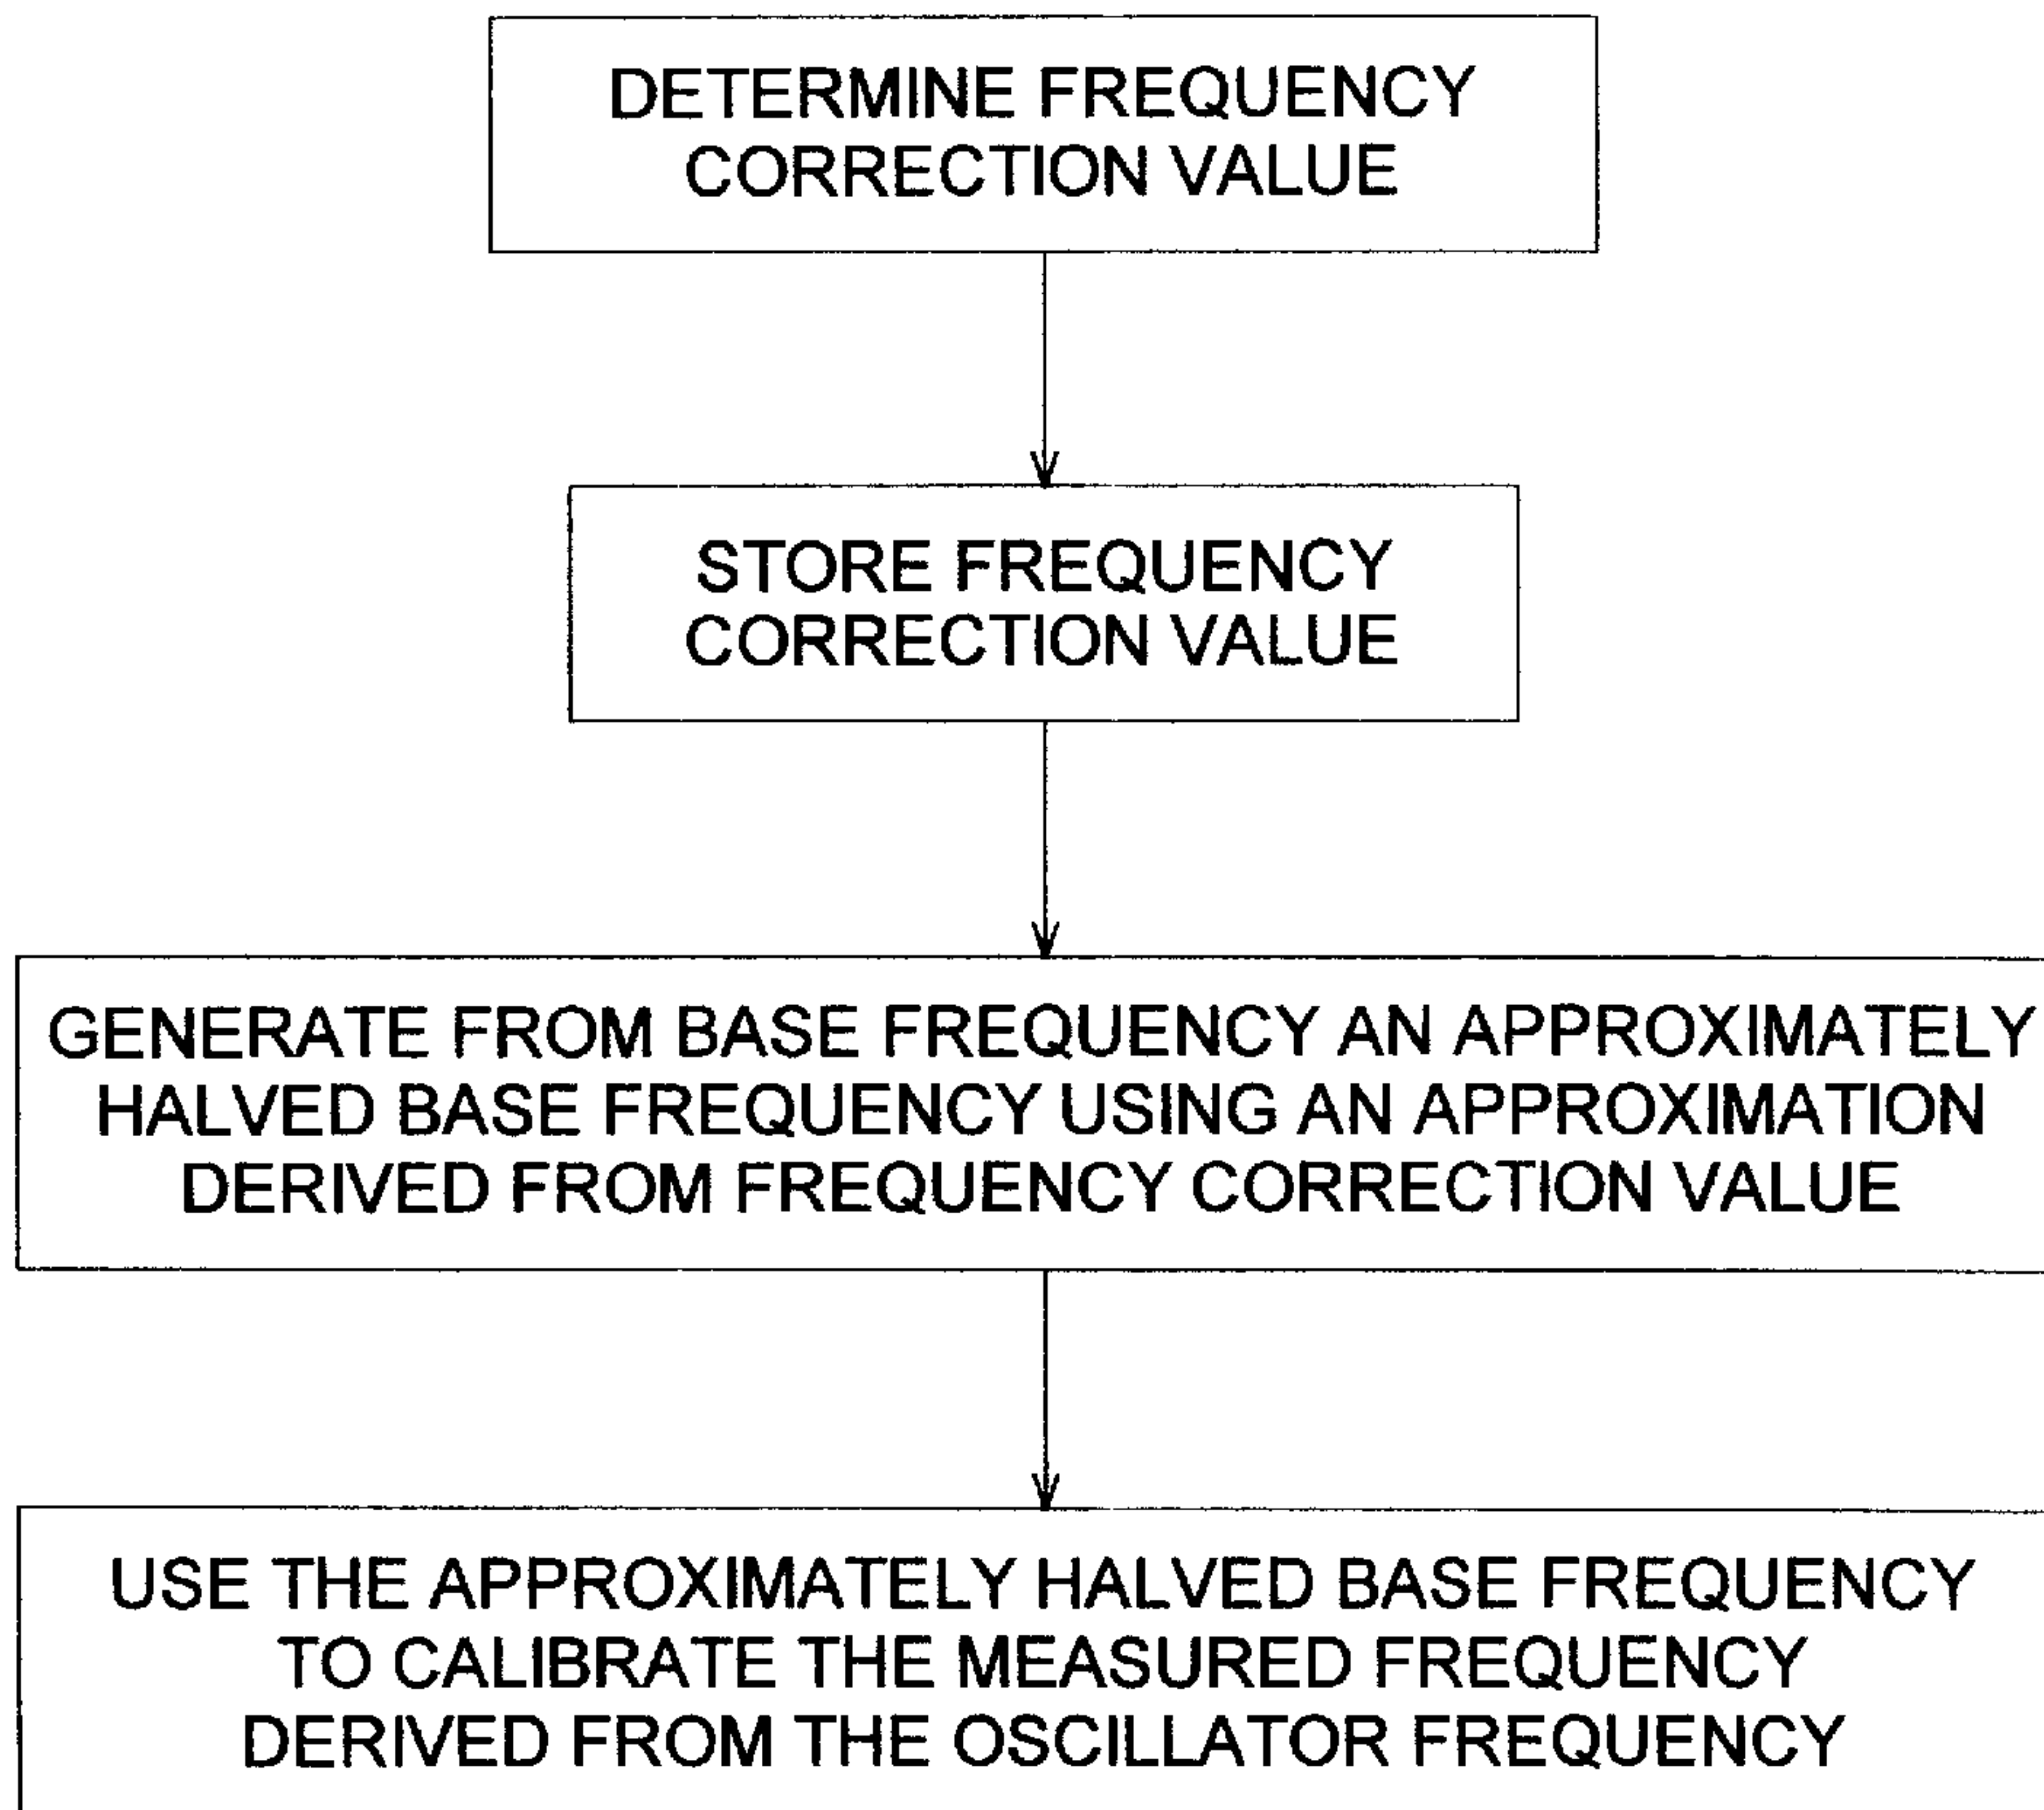 DETERMINE FREQUENCY
CORRECTION VALUE
STORE FREQUENCY
CORRECTION VALUE
GENERATE FROM BASE FREQUENCY AN APPROXIMATELY
HALVED BASE FREQUENCY USING AN APPROXIMATION
DERIVED FROM FREQUENCY CORRECTION VALUE
USE THE APPROXIMATELY HALVED BASE FREQUENCY
TO CALIBRATE THE MEASURED FREQUENCY
DERIVED FROM THE OSCILLATOR FREQUENCY